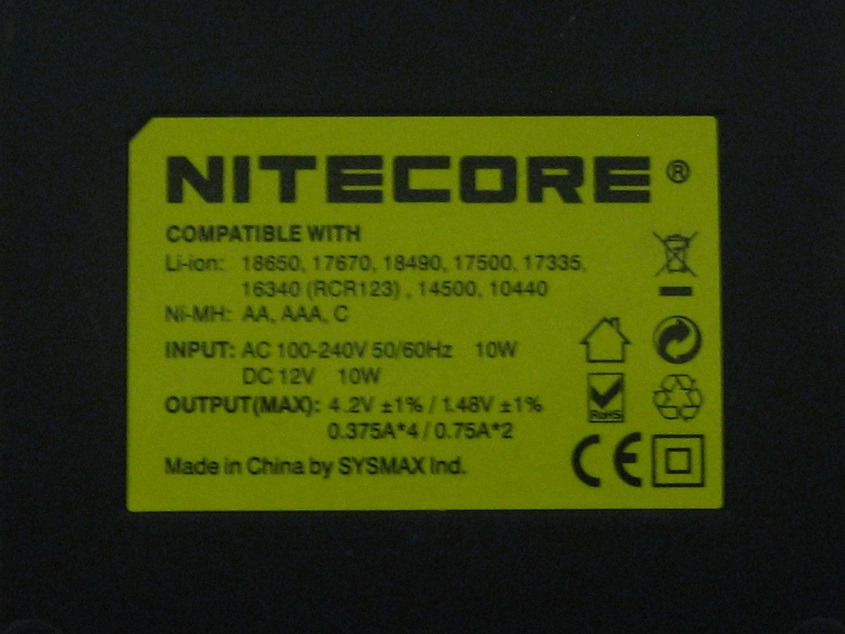 NITECORE®
COMPATIBLE WITH
Li-ion: 18650, 17670, 18490, 17500, 17335,
16340 (RCR123) , 14500, 10440
Ni-MH: AA, AAA, C
INPUT: AC 100-240V 50/60Hz 10W
DC 12V 10W
OUTPUT(MAX): 4.2V ±1% / 1.48V ±1%
0.375A*4 / 0.75A*2
Made in China by SYSMAX Ind.
RoHS
CE